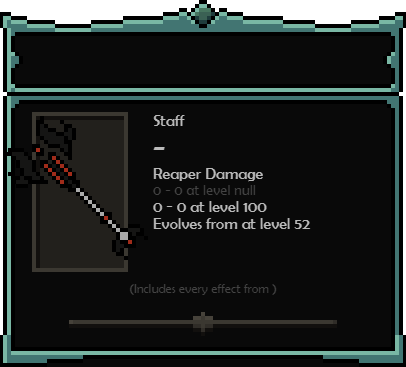 Staff
–
Reaper Damage
0 - 0 at level null
0 - 0 at level 100
Evolves from at level 52
(Includes every effect from )